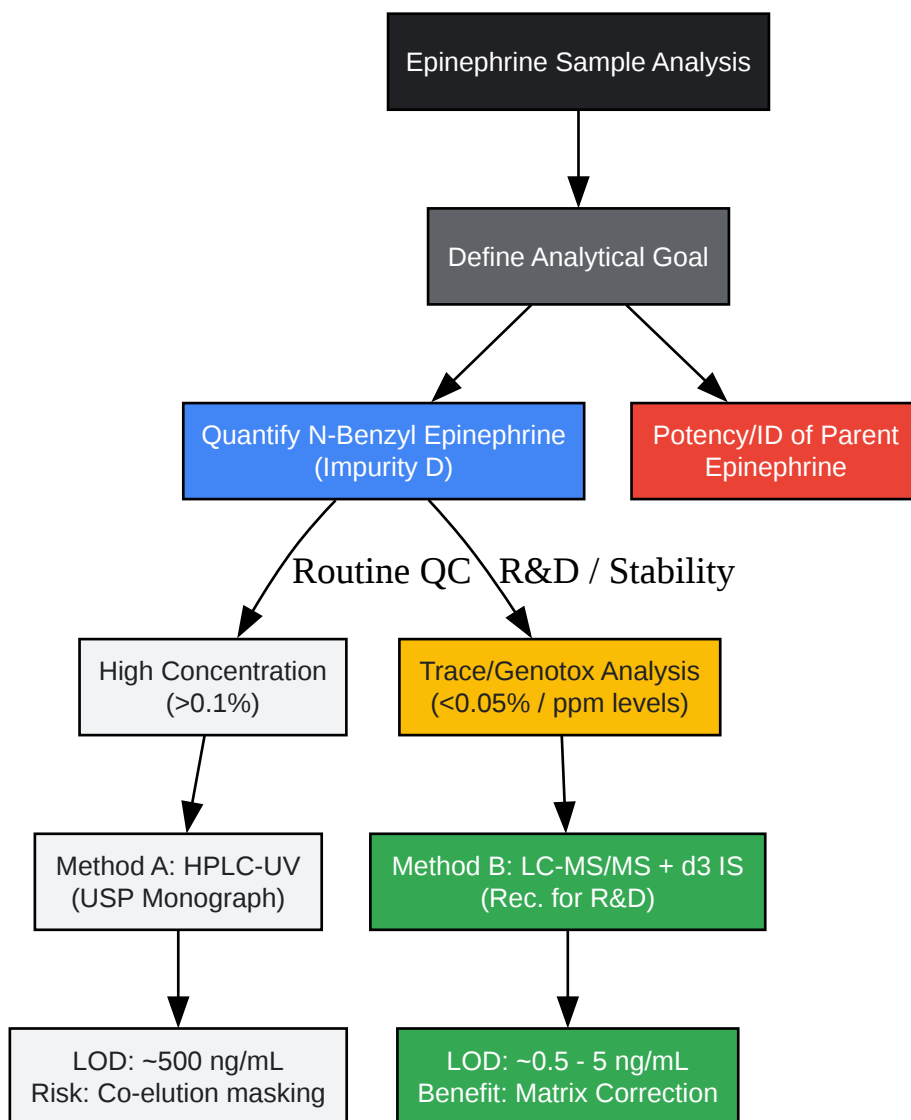 Epinephrine Sample Analysis
Define Analytical Goal
Quantify N-Benzyl Epinephrine
(Impurity D)
Potency/ID of Parent
Epinephrine
Routine QC
R&D / Stability
High Concentration
(>0.1%)
Trace/Genotox Analysis
(<0.05% / ppm levels)
Method A: HPLC-UV
(USP Monograph)
Method B: LC-MS/MS + d3 IS
(Rec. for R&D)
LOD: ~500 ng/mL
Risk: Co-elution masking
LOD: ~0.5 - 5 ng/mL
Benefit: Matrix Correction